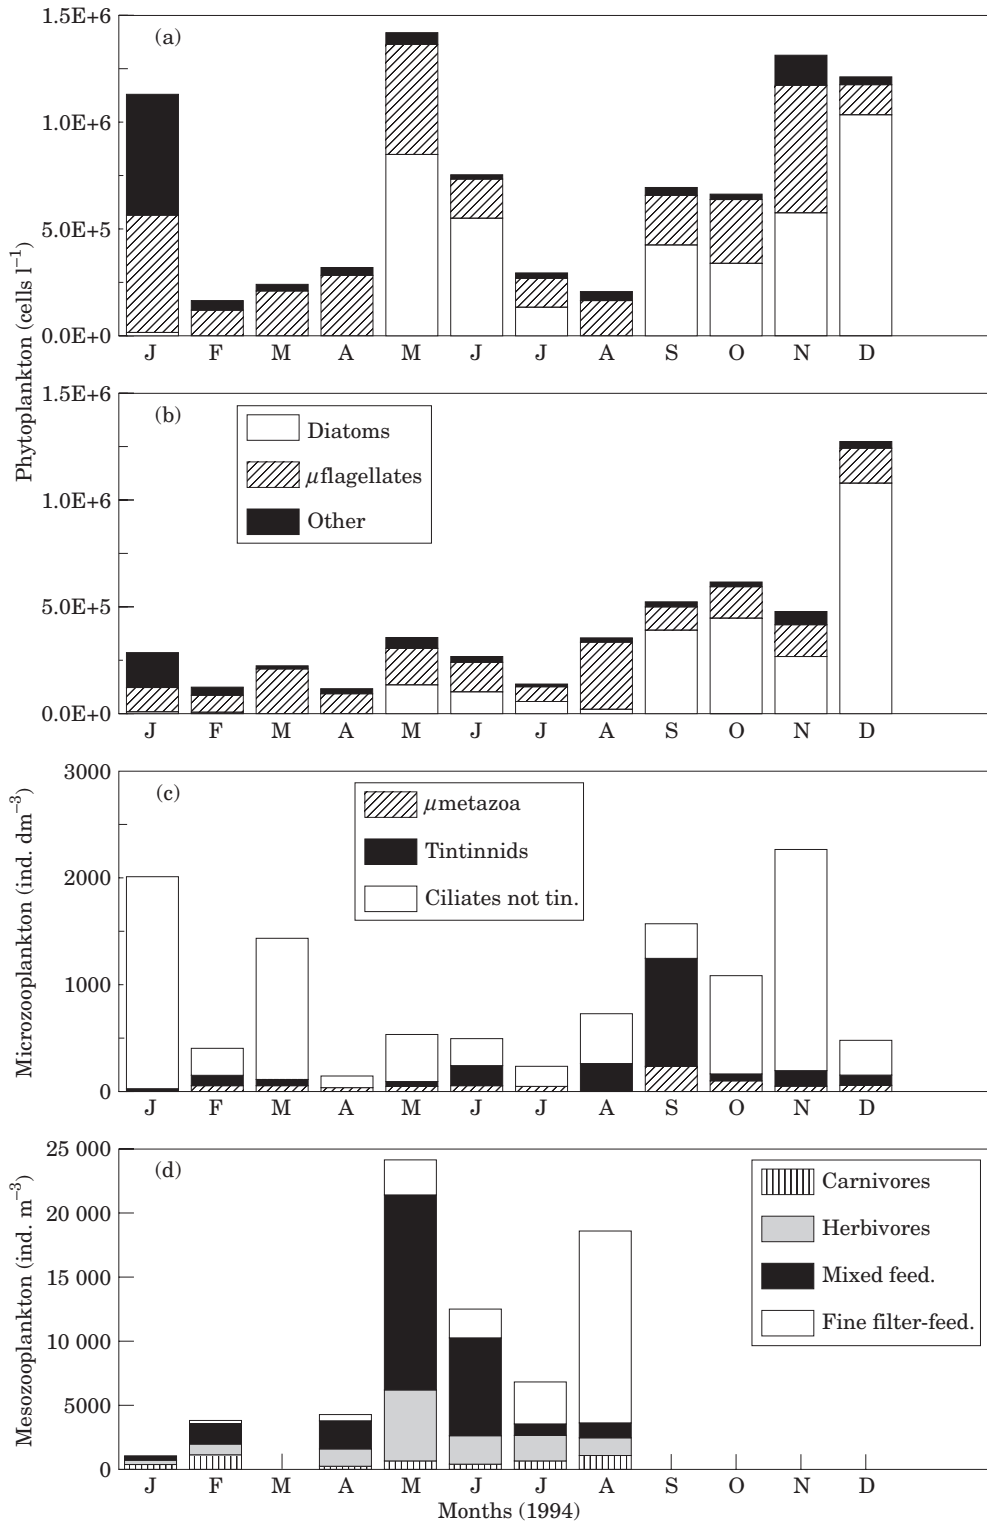 Phytoplankton (cells l⁻¹)
1.5E+6
(a)
1.0E+6
5.0E+5
0.0E+0
J F M A M J J A S O N D
1.5E+6
(b)
Diatoms
μflagellates
Other
1.0E+6
5.0E+5
0.0E+0
J F M A M J J A S O N D
Microzooplankton (ind. dm⁻³)
3000
(c)
μmetazoa
Tintinnids
Ciliates not tin.
2000
1000
0
J F M A M J J A S O N D
Mesozooplankton (ind. m⁻³)
25 000
(d)
Carnivores
Herbivores
Mixed feed.
Fine filter-feed.
20 000
15 000
10 000
5000
0
J F M A M J J A S O N D
Months (1994)